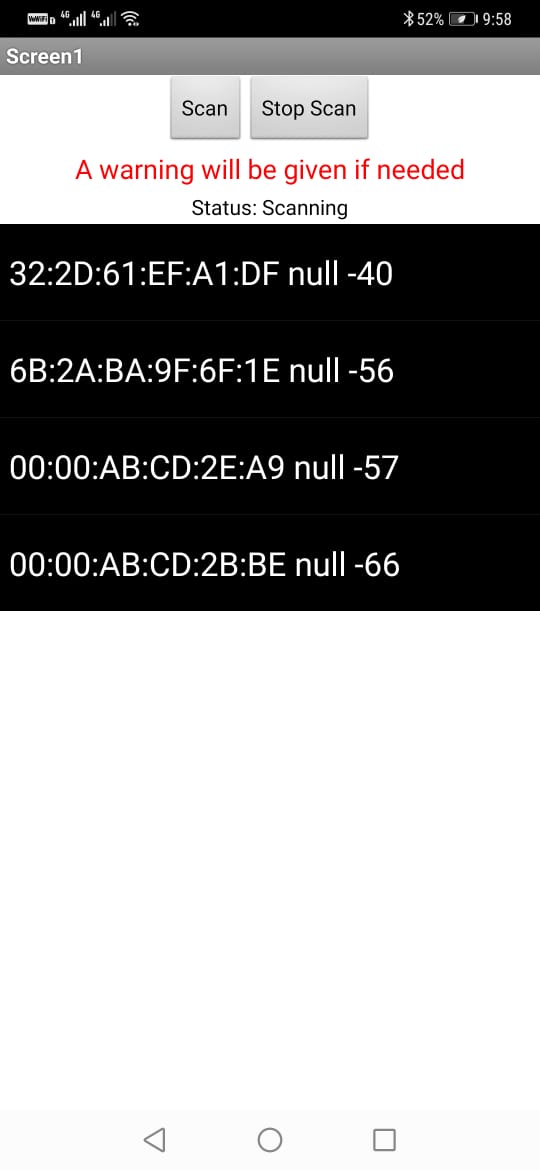 VoWiFi 4G 4G 52% 9:58
Screen1
Scan Stop Scan
A warning will be given if needed
Status: Scanning
32:2D:61:EF:A1:DF null -40
6B:2A:BA:9F:6F:1E null -56
00:00:AB:CD:2E:A9 null -57
00:00:AB:CD:2B:BE null -66